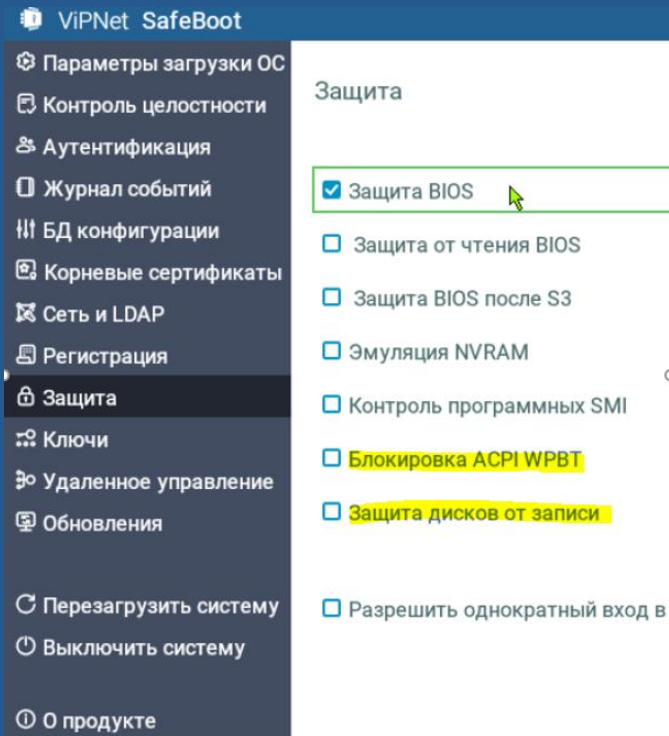 ViPNet SafeBoot
Параметры загрузки ОС
Контроль целостности
Аутентификация
Журнал событий
БД конфигурации
Корневые сертификаты
Сеть и LDAP
Регистрация
Защита
Ключи
Удаленное управление
Обновления
Перезагрузить систему
Выключить систему
О продукте
Защита
Защита BIOS
Защита от чтения BIOS
Защита BIOS после S3
Эмуляция NVRAM
Контроль программных SMI
Блокировка ACPI WPBT
Защита дисков от записи
Разрешить однократный вход в